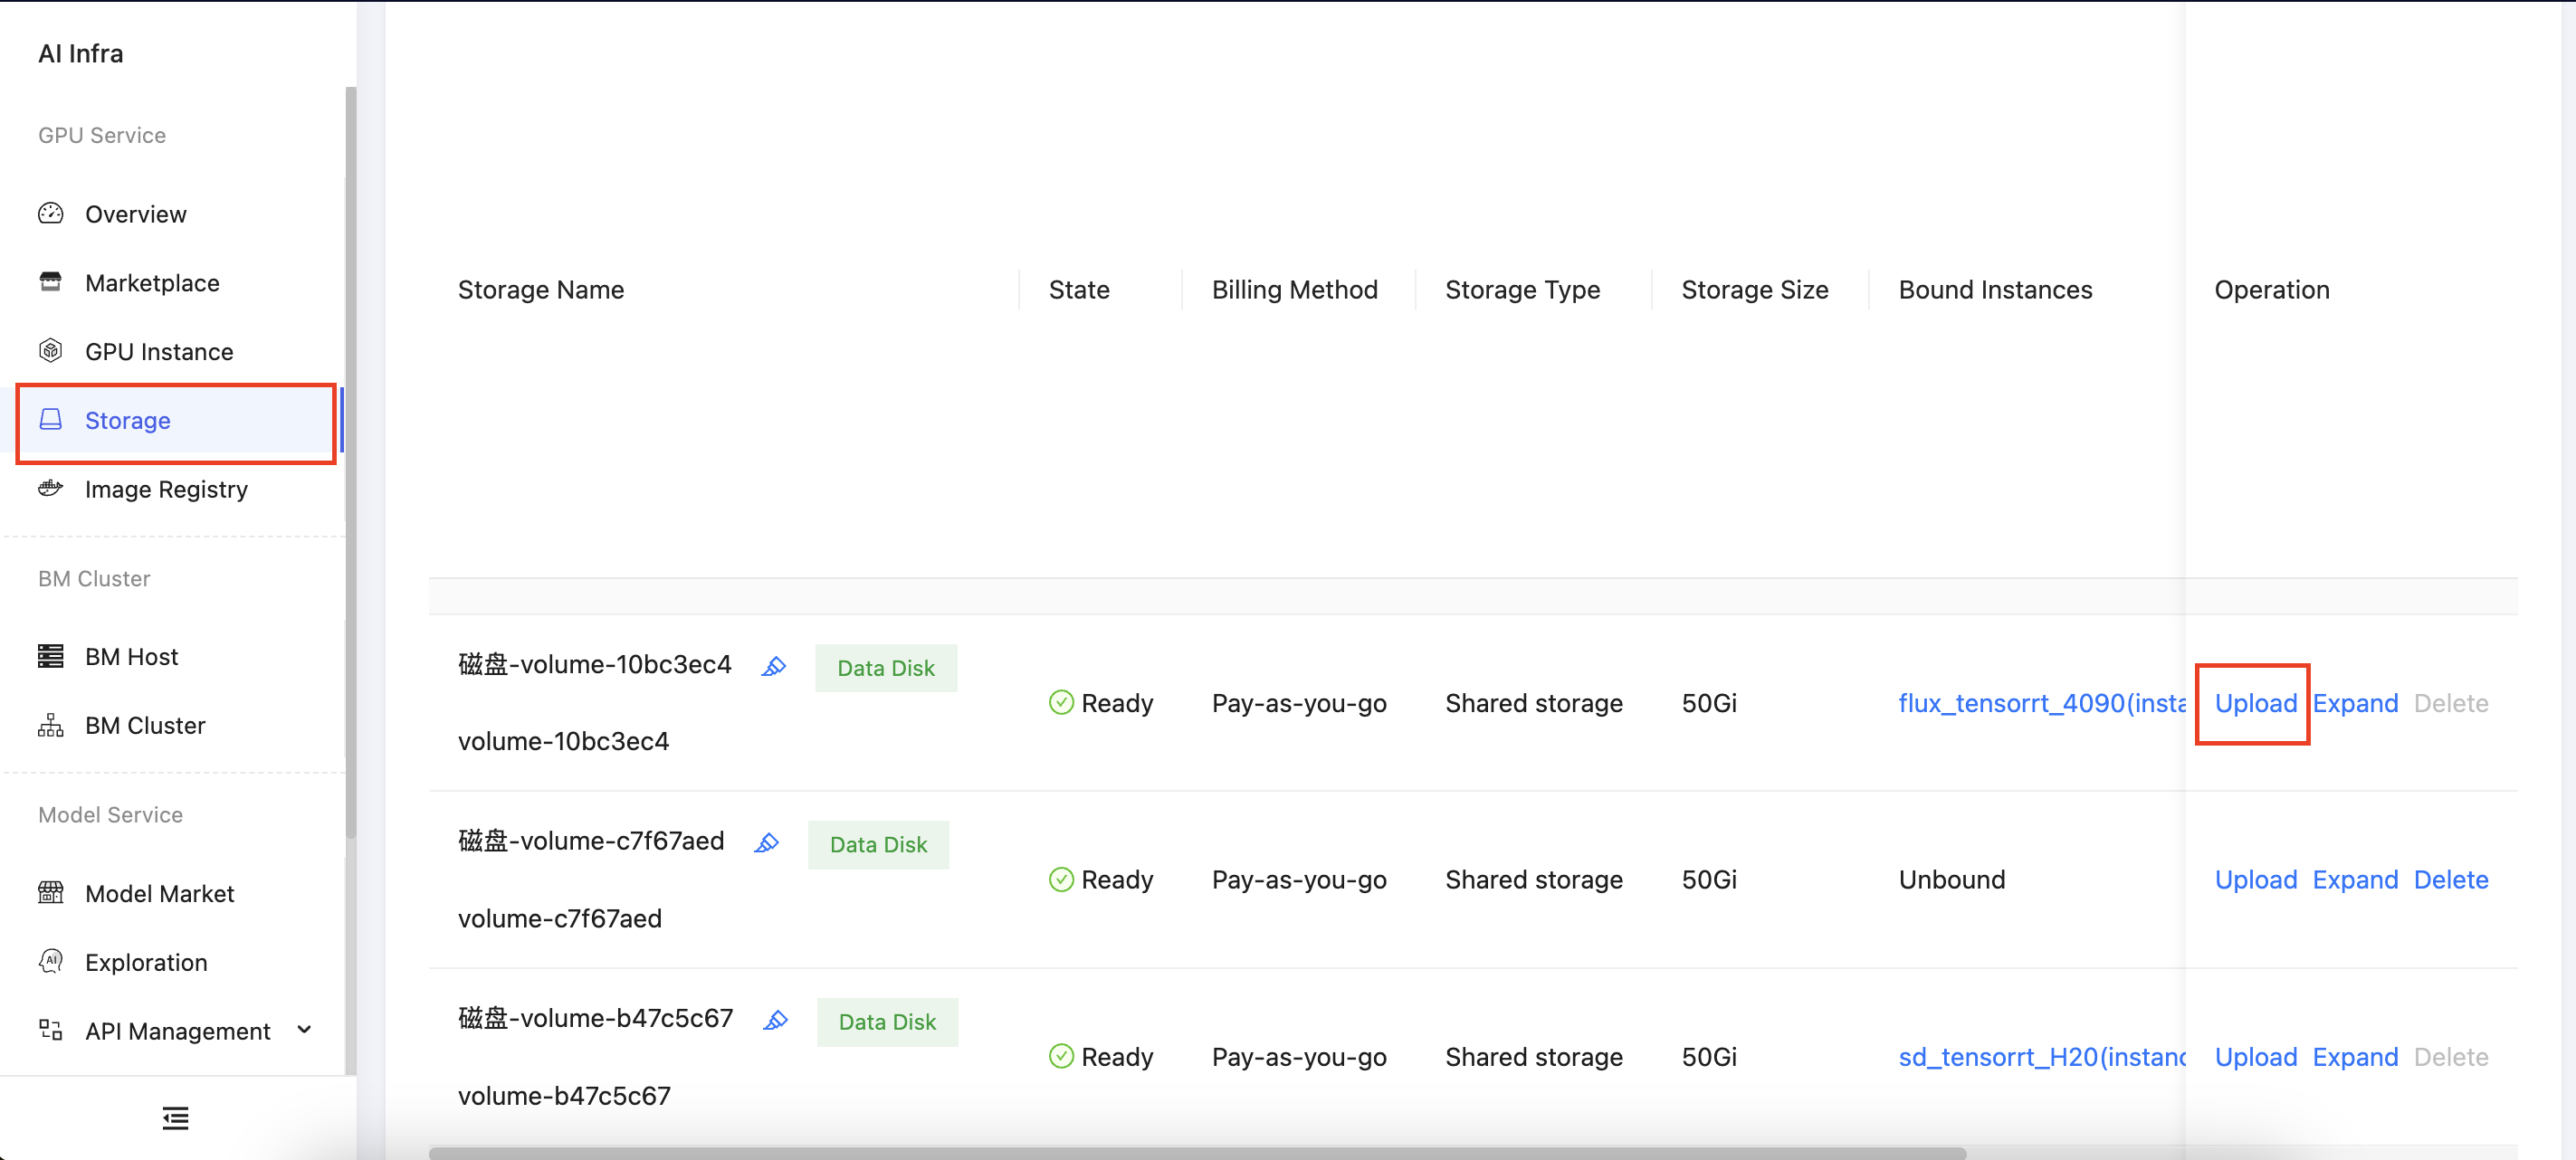 AI Infra
GPU Service
Overview
Marketplace
GPU Instance
Storage
Image Registry
BM Cluster
BM Host
BM Cluster
Model Service
Model Market
Exploration
API Management
Storage Name State Billing Method Storage Type Storage Size Bound Instances Operation
磁盘-volume-10bc3ec4 Data Disk
volume-10bc3ec4
Ready Pay-as-you-go Shared storage 50Gi flux_tensorrt_4090(insta Upload Expand Delete
磁盘-volume-c7f67aed Data Disk
volume-c7f67aed
Ready Pay-as-you-go Shared storage 50Gi Unbound Upload Expand Delete
磁盘-volume-b47c5c67 Data Disk
volume-b47c5c67
Ready Pay-as-you-go Shared storage 50Gi sd_tensorrt_H20(instanc Upload Expand Delete